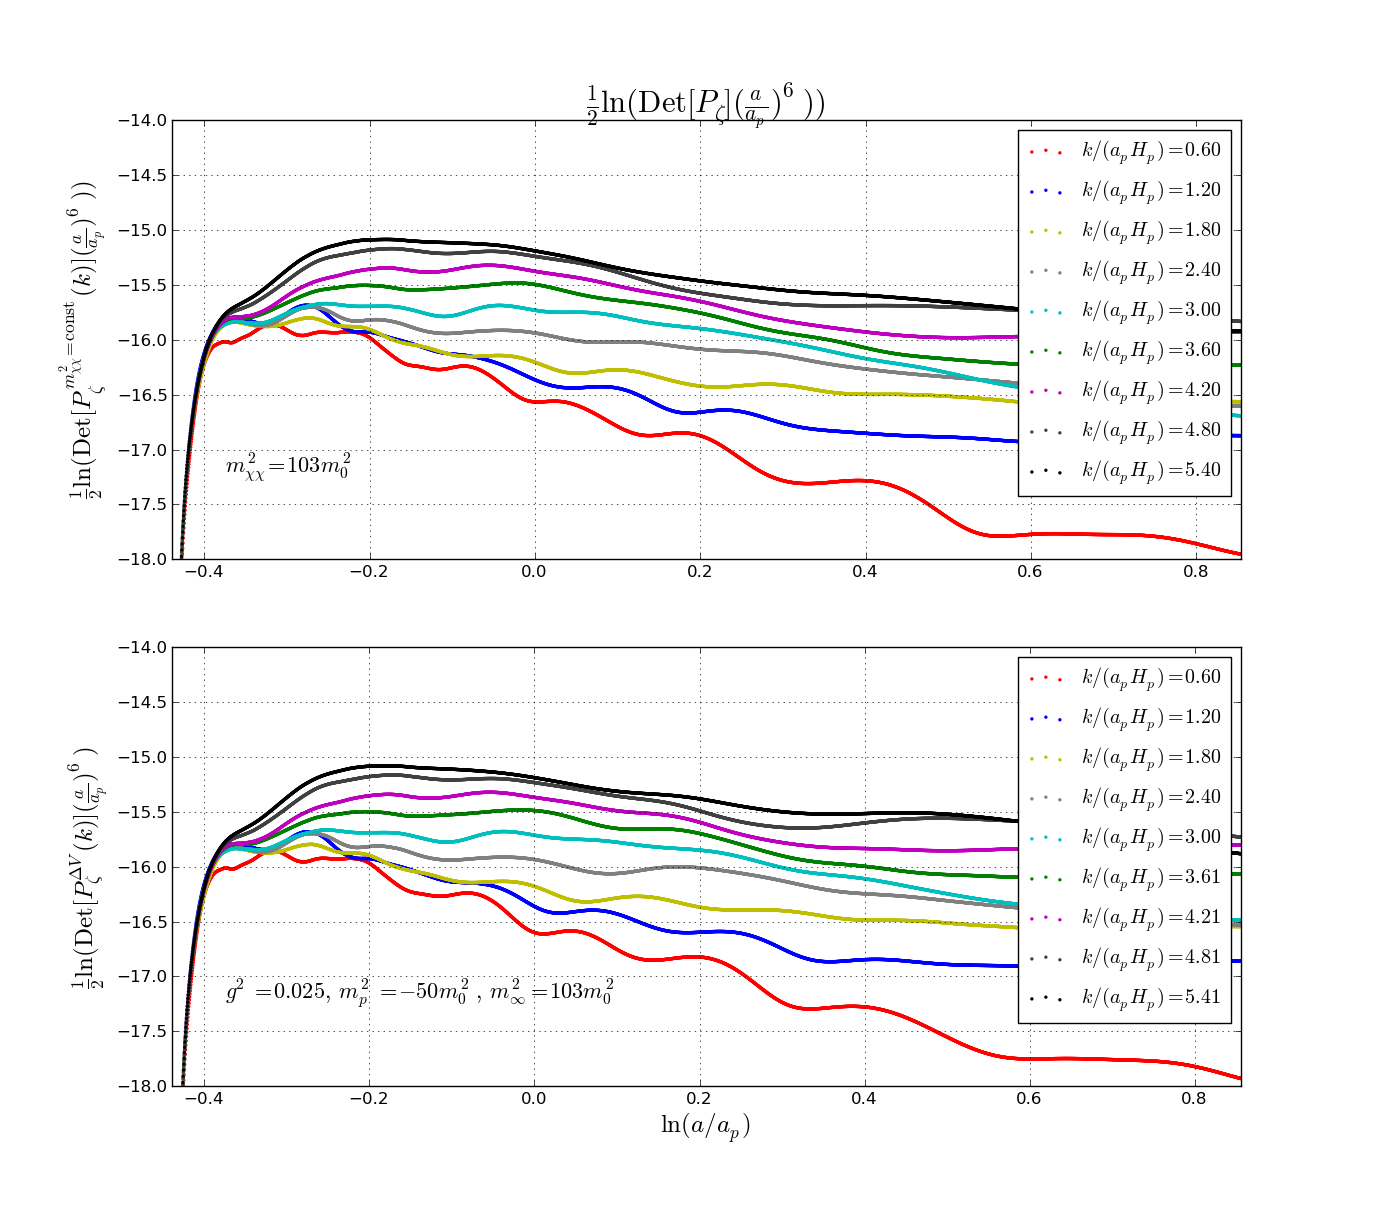 ½ln(Det[P_ζ](a/a_p)^6 ))
½ln(Det[P_ζ^{m²_χχ=const}(k)](a/a_p)^6 ))
−14.0
−14.5
−15.0
−15.5
−16.0
−16.5
−17.0
−17.5
−18.0
k/(a_p H_p)=0.60
k/(a_p H_p)=1.20
k/(a_p H_p)=1.80
k/(a_p H_p)=2.40
k/(a_p H_p)=3.00
k/(a_p H_p)=3.60
k/(a_p H_p)=4.20
k/(a_p H_p)=4.80
k/(a_p H_p)=5.40
m²_χχ=103m²_0
−0.4 −0.2 0.0 0.2 0.4 0.6 0.8
½ln(Det[P_ζ^{ΔV}(k)](a/a_p)^6 )
−14.0
−14.5
−15.0
−15.5
−16.0
−16.5
−17.0
−17.5
−18.0
k/(a_p H_p)=0.60
k/(a_p H_p)=1.20
k/(a_p H_p)=1.80
k/(a_p H_p)=2.40
k/(a_p H_p)=3.00
k/(a_p H_p)=3.61
k/(a_p H_p)=4.21
k/(a_p H_p)=4.81
k/(a_p H_p)=5.41
g² =0.025, m²_p =−50m²_0 , m²_∞=103m²_0
−0.4 −0.2 0.0 0.2 0.4 0.6 0.8
ln(a/a_p)